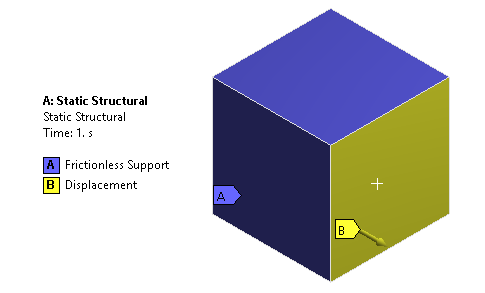 A: Static Structural
Static Structural
Time: 1. s
A Frictionless Support
B Displacement
A
B